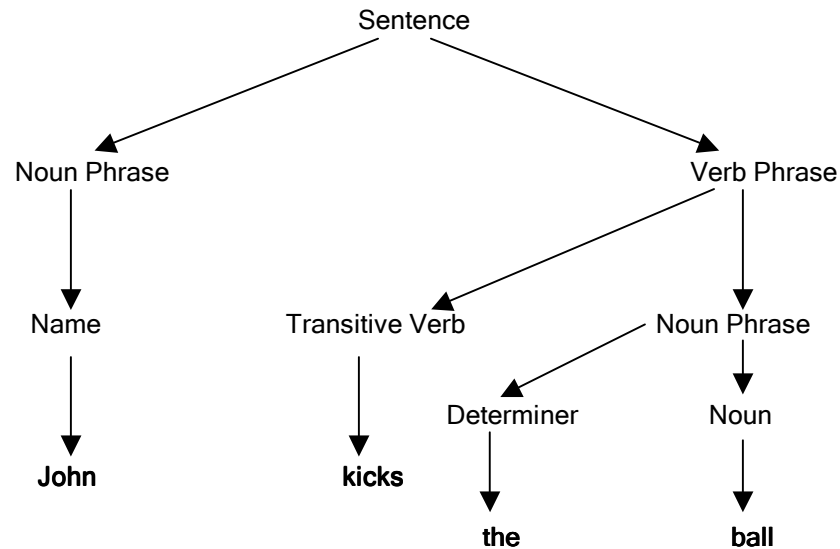 Sentence
Noun Phrase Verb Phrase
Name Transitive Verb Noun Phrase
Determiner Noun
John kicks
the ball